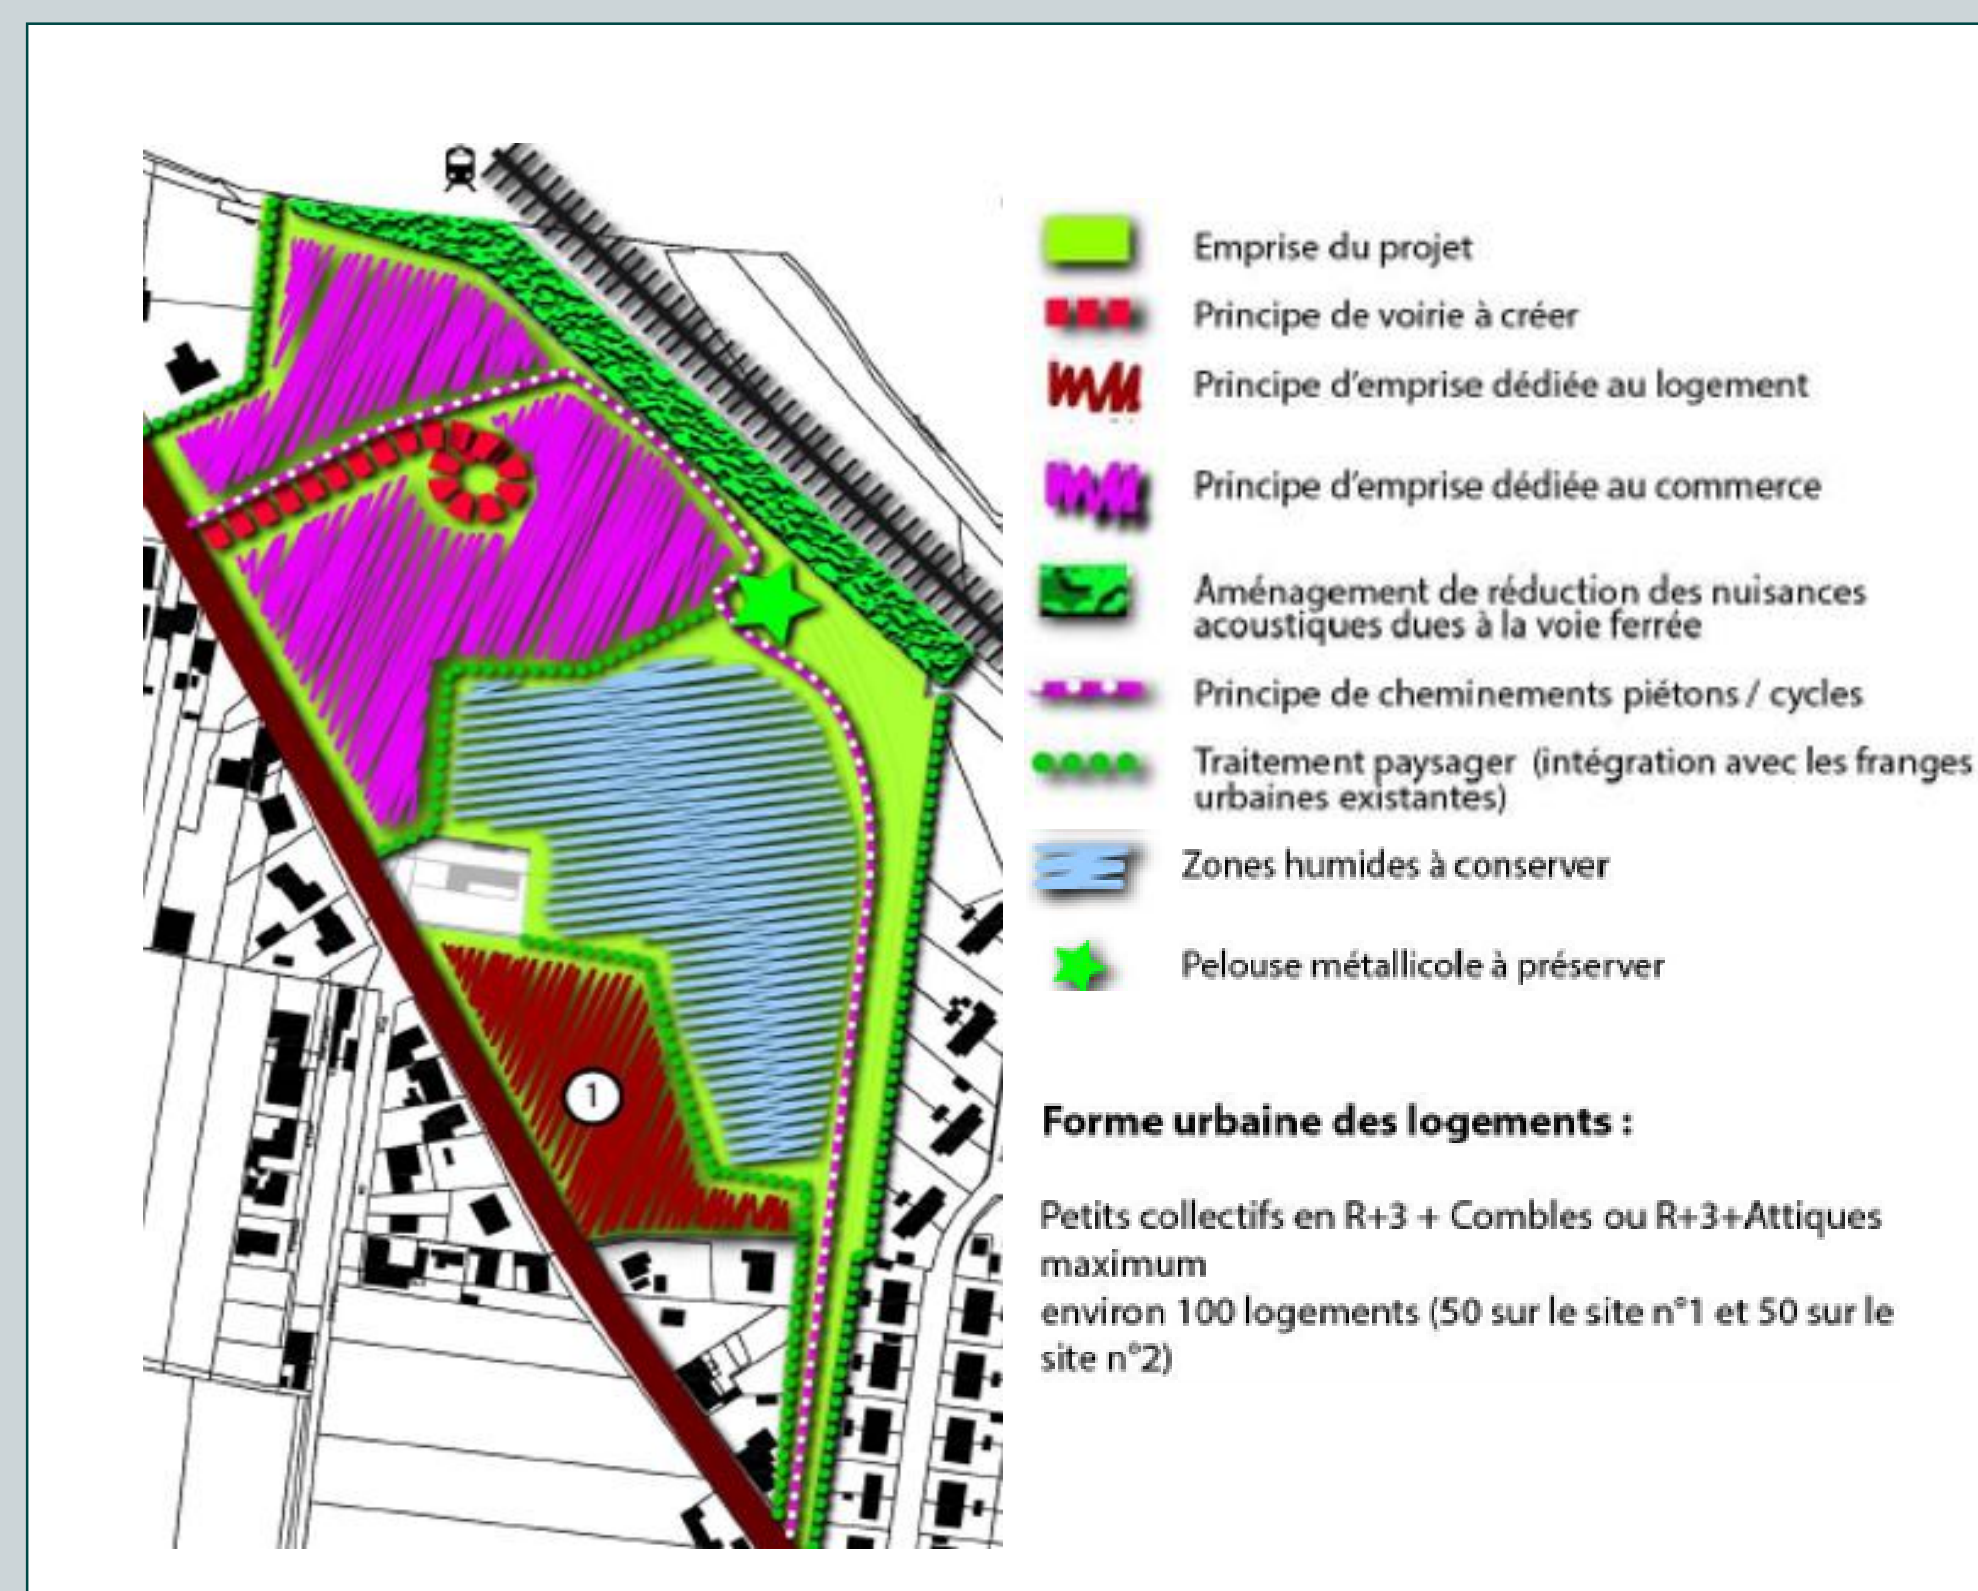 Emprise du projet
Principe de voirie à créer
Principe d'emprise dédiée au logement
Principe d'emprise dédiée au commerce
Aménagement de réduction des nuisances
acoustiques dues à la voie ferrée
Principe de cheminements piétons / cycles
Traitement paysager (intégration avec les franges
urbaines existantes)
Zones humides à conserver
Pelouse métallicole à préserver
1
Forme urbaine des logements :
Petits collectifs en R+3 + Combles ou R+3+Attiques
maximum
environ 100 logements (50 sur le site n°1 et 50 sur le
site n°2)